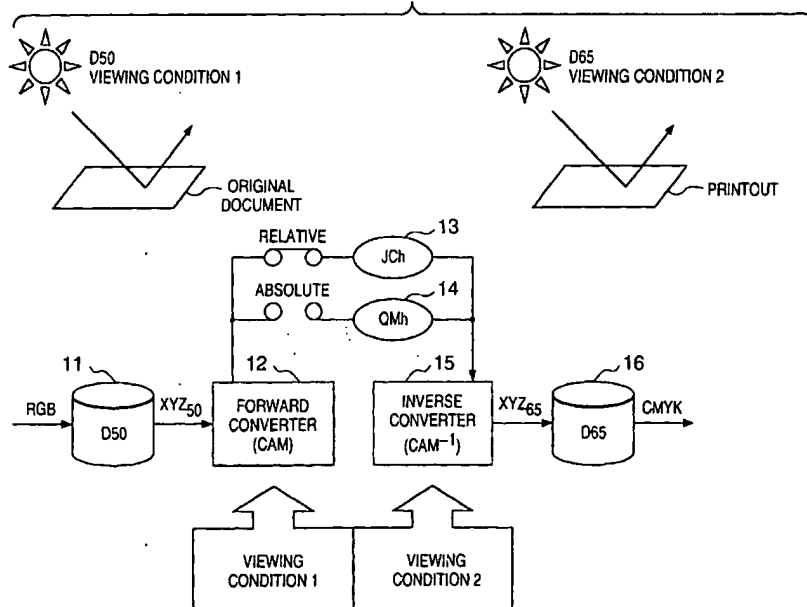 D50
VIEWING CONDITION 1
D65
VIEWING CONDITION 2
ORIGINAL
DOCUMENT
PRINTOUT
RELATIVE
13
JCh
ABSOLUTE
14
QMh
11
12
15
16
RGB
D50
XYZ50
FORWARD
CONVERTER
(CAM)
INVERSE
CONVERTER
(CAM⁻¹)
XYZ65
D65
CMYK
VIEWING
CONDITION 1
VIEWING
CONDITION 2